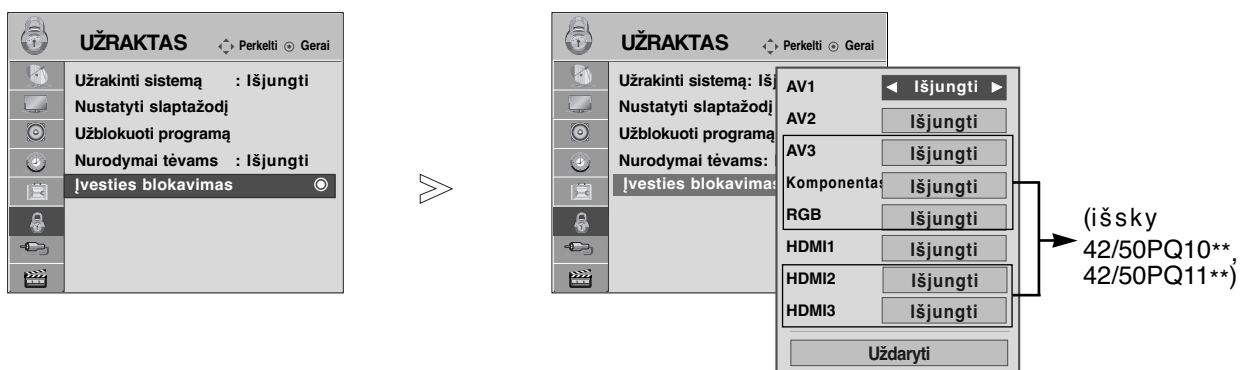 UŽRAKTAS Perkelti Gerai
Užrakinti sistemą : Išjungti
Nustatyti slaptažodį
Užblokuoti programą
Nurodymai tėvams : Išjungti
Įvesties blokavimas
UŽRAKTAS Perkelti Gerai
Užrakinti sistemą: Išj
Nustatyti slaptažodį
Užblokuoti programą
Nurodymai tėvams:
Įvesties blokavimas
AV1 ◄ Išjungti ►
AV2 Išjungti
AV3 Išjungti
Komponentas Išjungti
RGB Išjungti
HDMI1 Išjungti
HDMI2 Išjungti
HDMI3 Išjungti
Uždaryti
(išsky
42/50PQ10**,
42/50PQ11**)